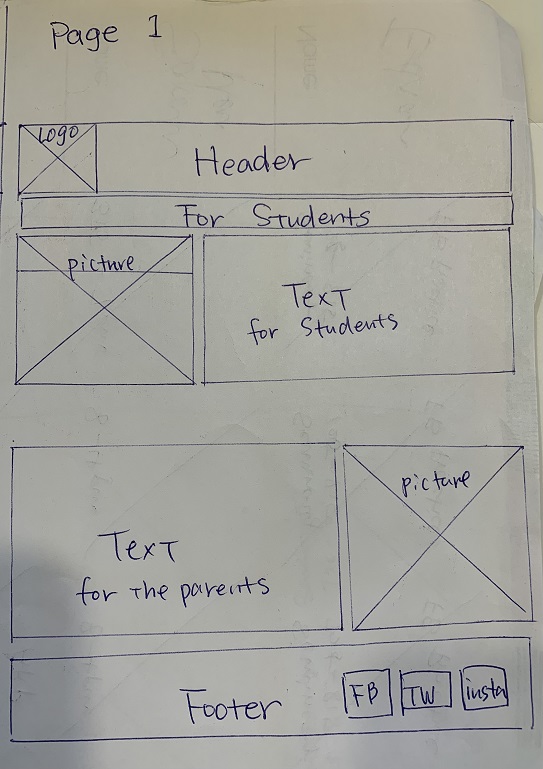 Page 1
Logo
Header
For Students
picture
Text
for Students
picture
Text
for the parents
Footer
FB
TW
insta